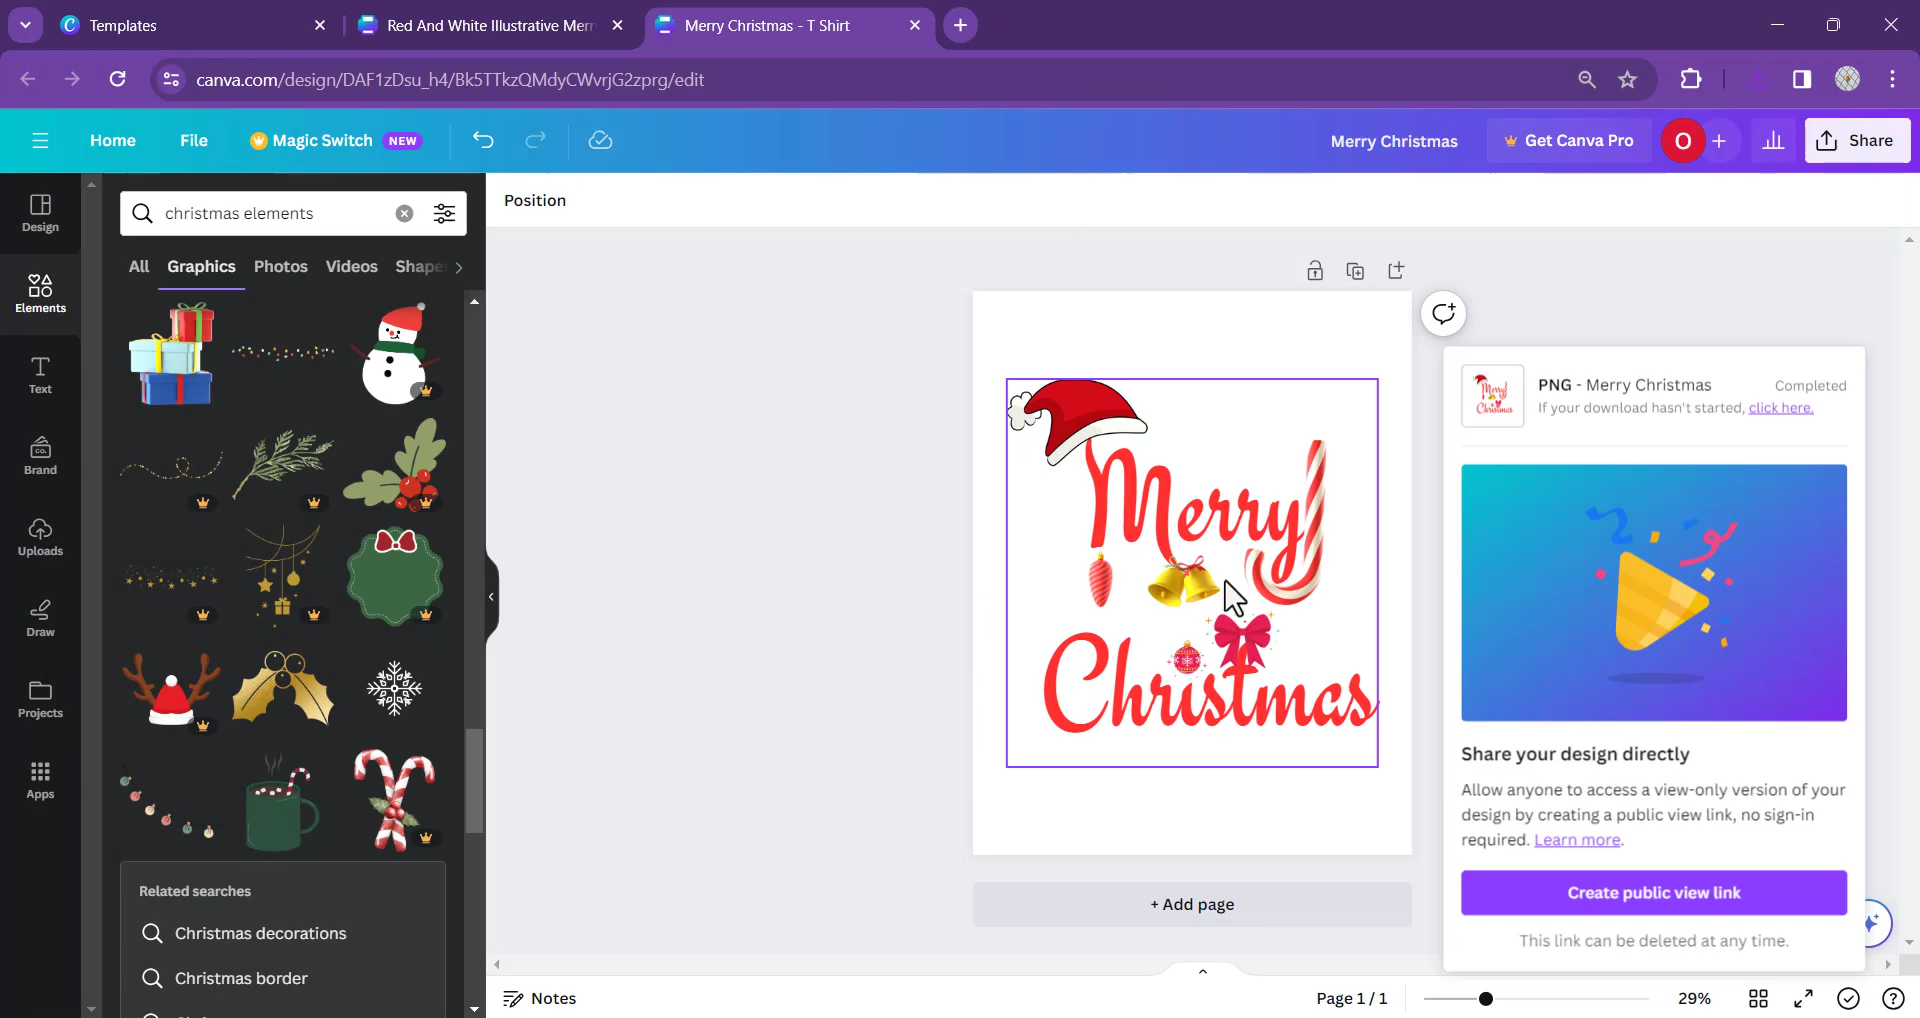 Templates
Red And White Illustrative Merr
Merry Christmas - T Shirt
canva.com/design/DAF1zDsu_h4/Bk5TTkzQMdyCWvrjG2zprg/edit
Home
File
Magic Switch NEW
Merry Christmas
Get Canva Pro
O
Share
Design
Elements
Text
Brand
Uploads
Draw
Projects
Apps
christmas elements
All
Graphics
Photos
Videos
Shape
Related searches
Christmas decorations
Christmas border
Position
Merry
Christmas
+ Add page
PNG - Merry Christmas
Completed
If your download hasn't started, click here.
Merry
Christmas
Share your design directly
Allow anyone to access a view-only version of your
design by creating a public view link, no sign-in
required. Learn more.
Create public view link
This link can be deleted at any time.
Notes
Page 1 / 1
29%